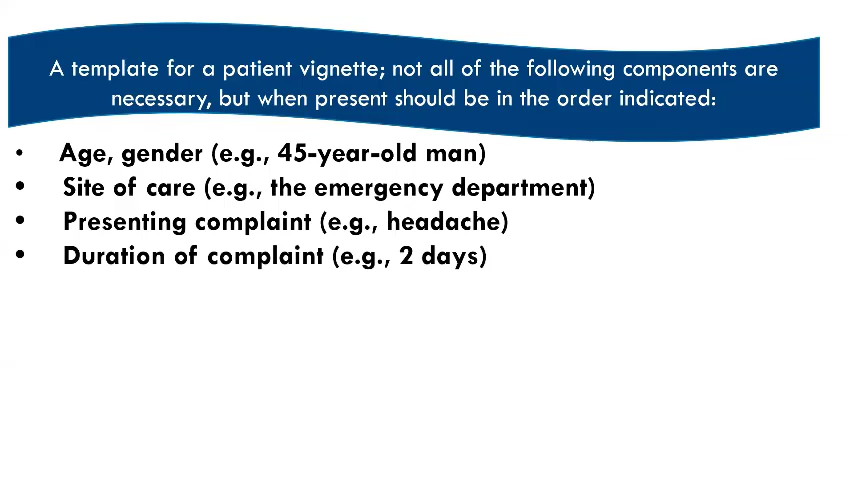 A template for a patient vignette; not all of the following components are
necessary, but when present should be in the order indicated:
• Age, gender (e.g., 45-year-old man)
• Site of care (e.g., the emergency department)
• Presenting complaint (e.g., headache)
• Duration of complaint (e.g., 2 days)